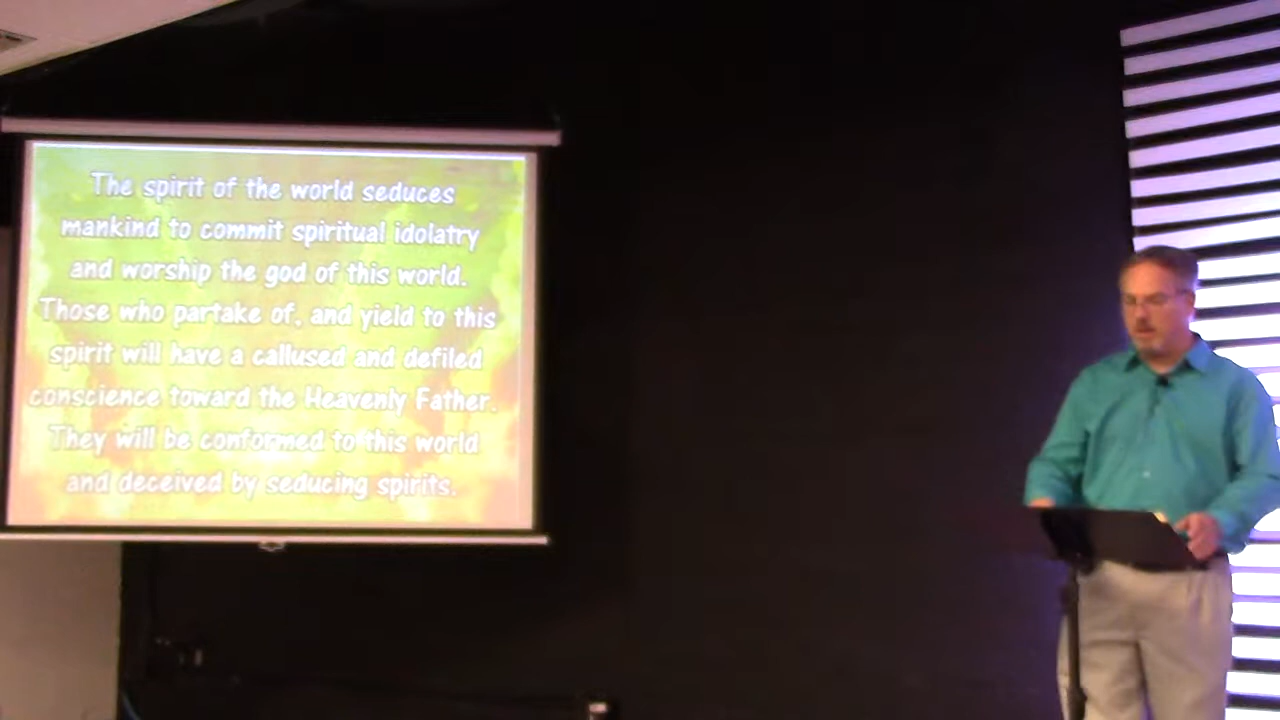 The spirit of the world seduces
mankind to commit spiritual idolatry
and worship the god of this world.
Those who partake of, and yield to this
spirit will have a callused and defiled
conscience toward the Heavenly Father.
They will be conformed to this world
and deceived by seducing spirits.